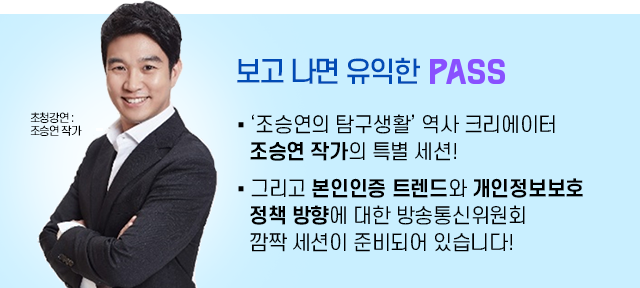 보고 나면 유익한 PASS
초청강연 :
조승연 작가
▪ ‘조승연의 탐구생활’ 역사 크리에이터
조승연 작가의 특별 세션!
▪ 그리고 본인인증 트렌드와 개인정보보호
정책 방향에 대한 방송통신위원회
깜짝 세션이 준비되어 있습니다!